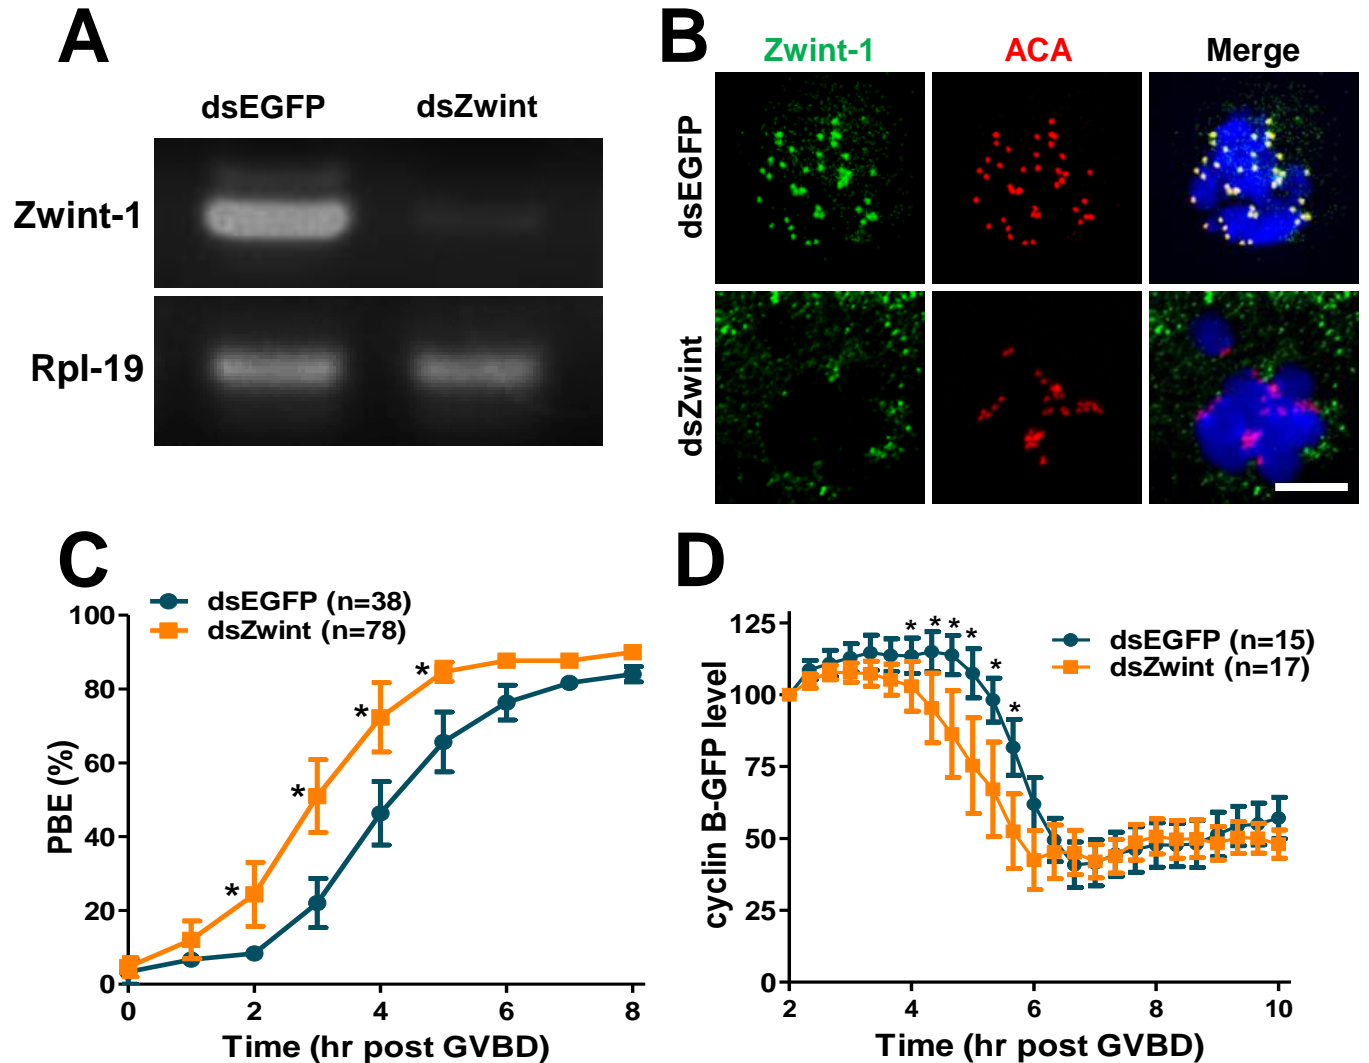 A
dsEGFP dsZwint
Zwint-1
Rpl-19
B
Zwint-1 ACA Merge
dsEGFP
dsZwint
C
dsEGFP (n=38)
dsZwint (n=78)
PBE (%)
100
80
60
40
20
0
* * * *
0 2 4 6 8
Time (hr post GVBD)
D
dsEGFP (n=15)
dsZwint (n=17)
cyclin B-GFP level
125
100
75
50
25
0
* * * * * *
2 4 6 8 10
Time (hr post GVBD)